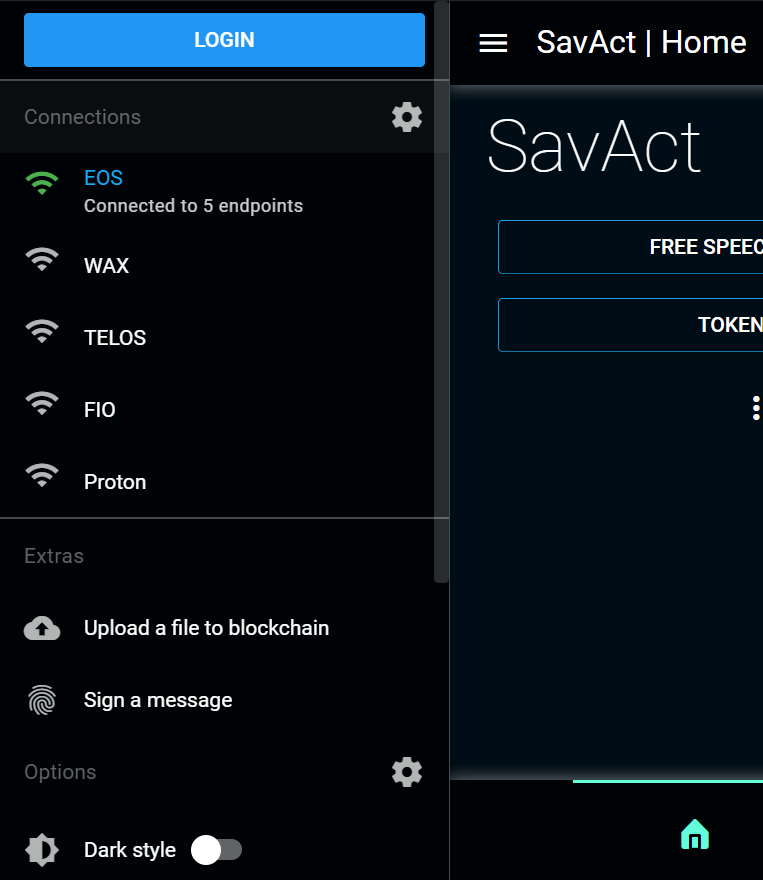 LOGIN
Connections
EOS
Connected to 5 endpoints
WAX
TELOS
FIO
Proton
Extras
Upload a file to blockchain
Sign a message
Options
Dark style
SavAct | Home
SavAct
FREE SPEEC
TOKEN